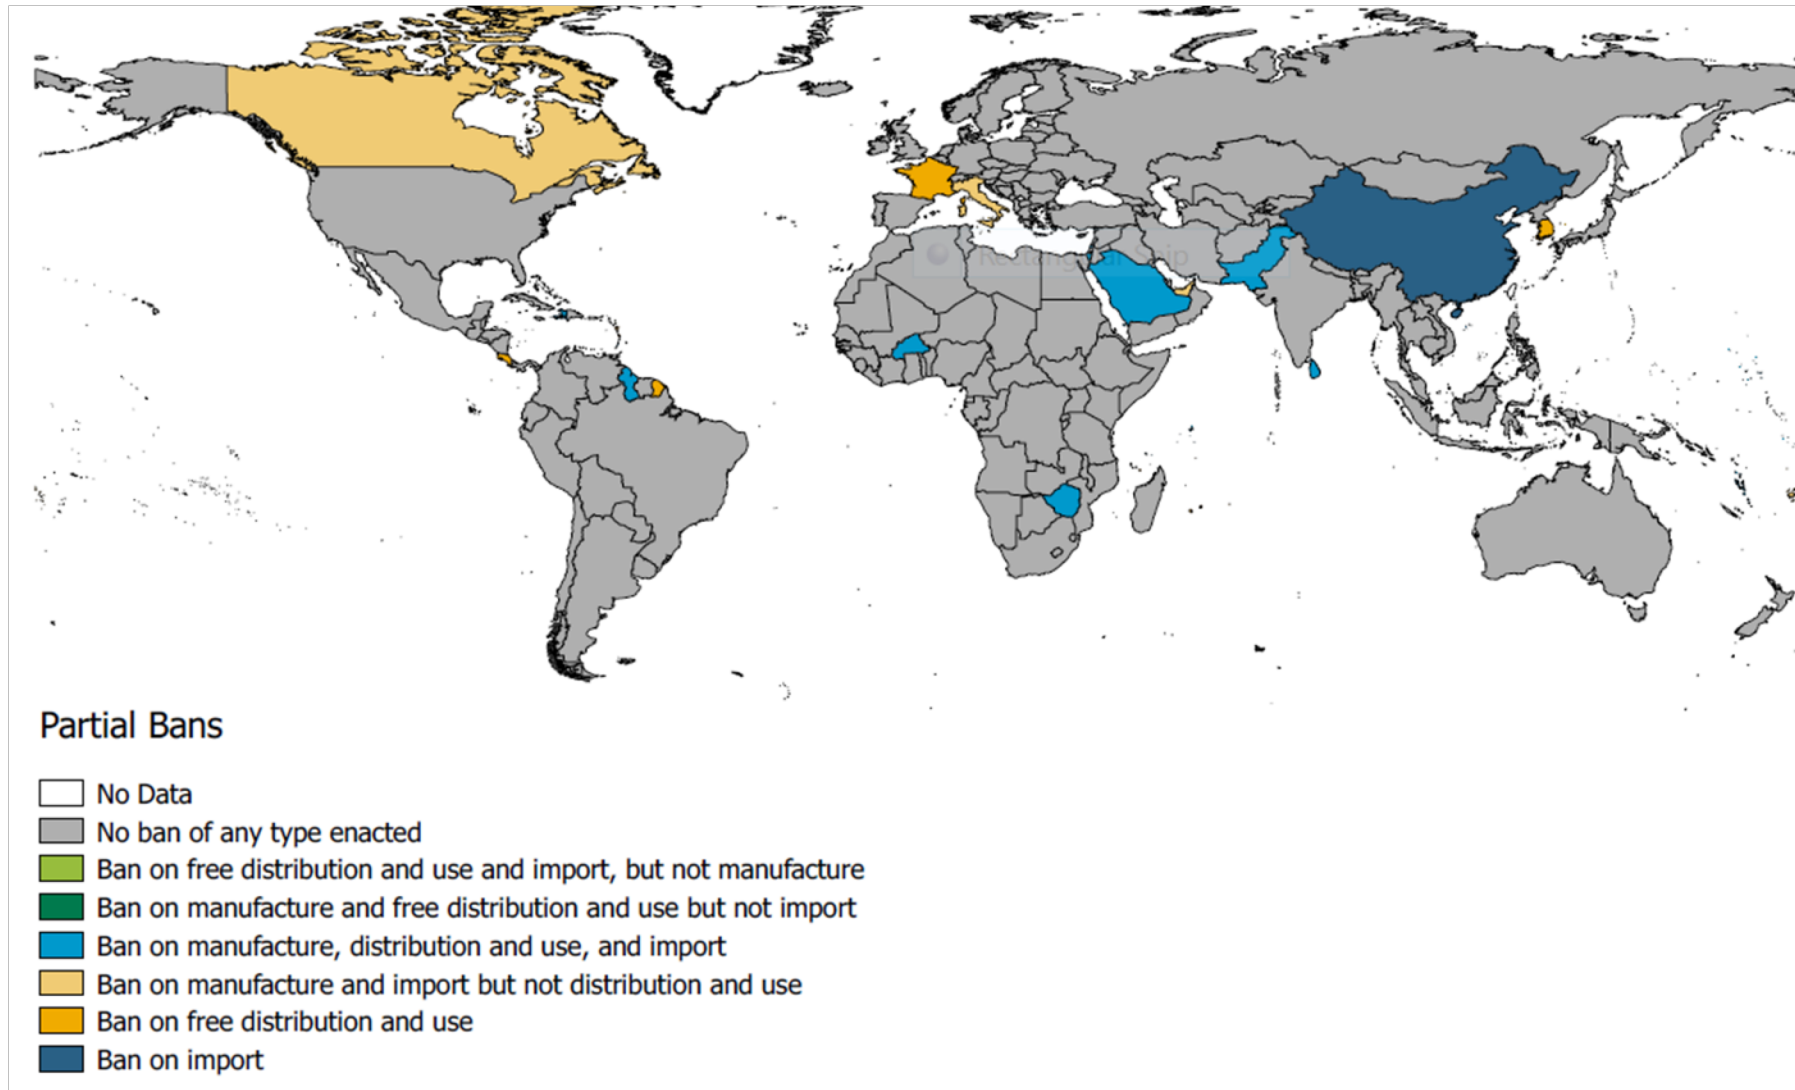 Rectangular Snip
Partial Bans
No Data
No ban of any type enacted
Ban on free distribution and use and import, but not manufacture
Ban on manufacture and free distribution and use but not import
Ban on manufacture, distribution and use, and import
Ban on manufacture and import but not distribution and use
Ban on free distribution and use
Ban on import